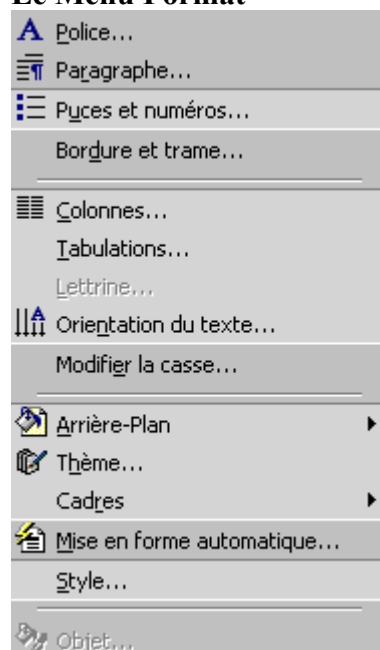 Le Menu Format
Police...
Paragraphe...
Puces et numéros...
Bordure et trame...
Colonnes...
Tabulations...
Lettrine...
Orientation du texte...
Modifier la casse...
Arrière-Plan
Thème...
Cadres
Mise en forme automatique...
Style...
Objet...